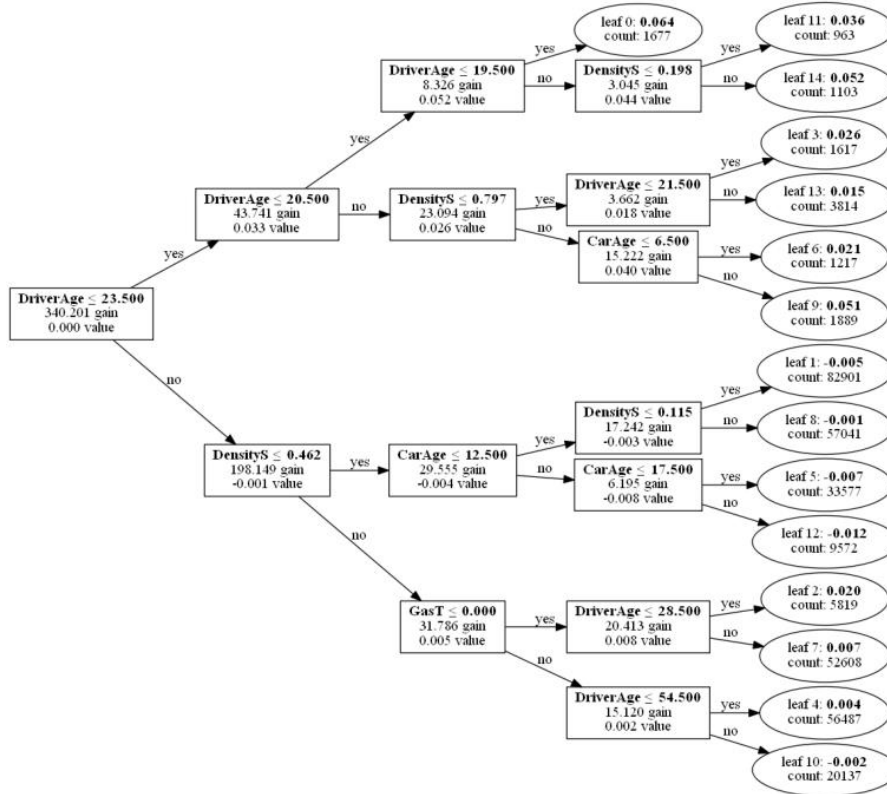 leaf 0: 0.064
count: 1677
leaf 11: 0.036
count: 963
yes
yes
DriverAge ≤ 19.500
8.326 gain
0.052 value
no
DensityS ≤ 0.198
3.045 gain
0.044 value
no
leaf 14: 0.052
count: 1103
yes
leaf 3: 0.026
count: 1617
yes
DriverAge ≤ 20.500
43.741 gain
0.033 value
no
DensityS ≤ 0.797
23.094 gain
0.026 value
yes
DriverAge ≤ 21.500
3.662 gain
0.018 value
no
leaf 13: 0.015
count: 3814
no
CarAge ≤ 6.500
15.222 gain
0.040 value
yes
leaf 6: 0.021
count: 1217
no
leaf 9: 0.051
count: 1889
yes
DriverAge ≤ 23.500
340.201 gain
0.000 value
no
leaf 1: -0.005
count: 82901
yes
DensityS ≤ 0.115
17.242 gain
-0.003 value
no
leaf 8: -0.001
count: 57041
DensityS ≤ 0.462
198.149 gain
-0.001 value
yes
CarAge ≤ 12.500
29.555 gain
-0.004 value
yes
no
CarAge ≤ 17.500
6.195 gain
-0.008 value
yes
leaf 5: -0.007
count: 33577
no
leaf 12: -0.012
count: 9572
no
GasT ≤ 0.000
31.786 gain
0.005 value
yes
DriverAge ≤ 28.500
20.413 gain
0.008 value
yes
leaf 2: 0.020
count: 5819
no
leaf 7: 0.007
count: 52608
no
DriverAge ≤ 54.500
15.120 gain
0.002 value
yes
leaf 4: 0.004
count: 56487
no
leaf 10: -0.002
count: 20137